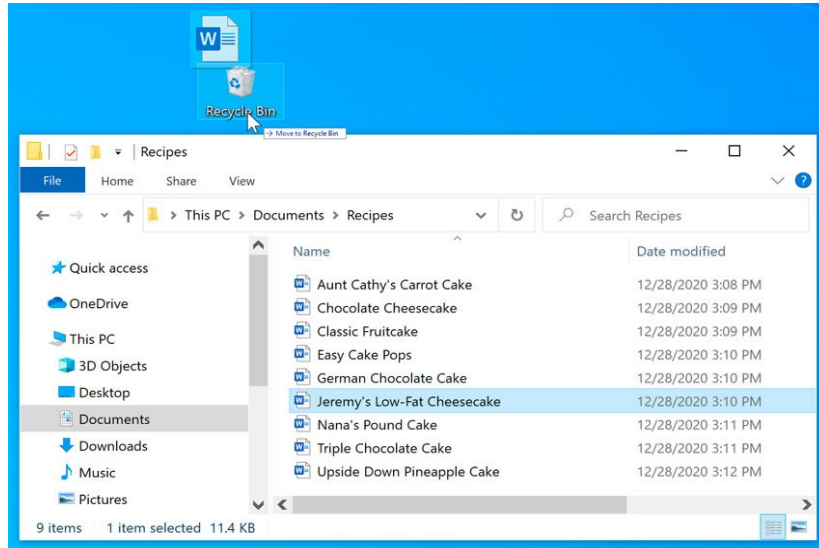 W
Recycle Bin
→ Move to Recycle Bin
Recipes
File Home Share View
This PC > Documents > Recipes
Search Recipes
Name Date modified
Quick access
OneDrive
This PC
3D Objects
Desktop
Documents
Downloads
Music
Pictures
Aunt Cathy's Carrot Cake 12/28/2020 3:08 PM
Chocolate Cheesecake 12/28/2020 3:09 PM
Classic Fruitcake 12/28/2020 3:09 PM
Easy Cake Pops 12/28/2020 3:10 PM
German Chocolate Cake 12/28/2020 3:10 PM
Jeremy's Low-Fat Cheesecake 12/28/2020 3:10 PM
Nana's Pound Cake 12/28/2020 3:11 PM
Triple Chocolate Cake 12/28/2020 3:11 PM
Upside Down Pineapple Cake 12/28/2020 3:12 PM
9 items 1 item selected 11.4 KB